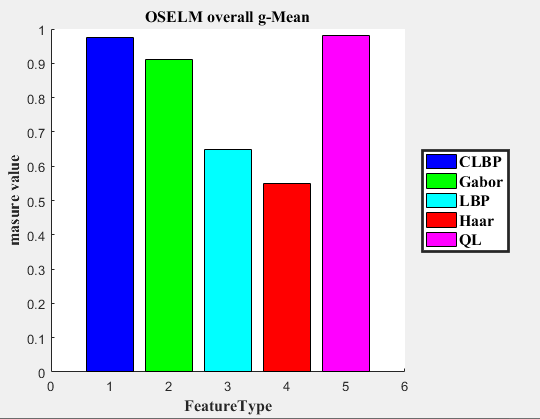 OSELM overall g-Mean
1
0.9
0.8
0.7
0.6
0.5
0.4
0.3
0.2
0.1
0
masure value
0 1 2 3 4 5 6
FeatureType
CLBP
Gabor
LBP
Haar
QL